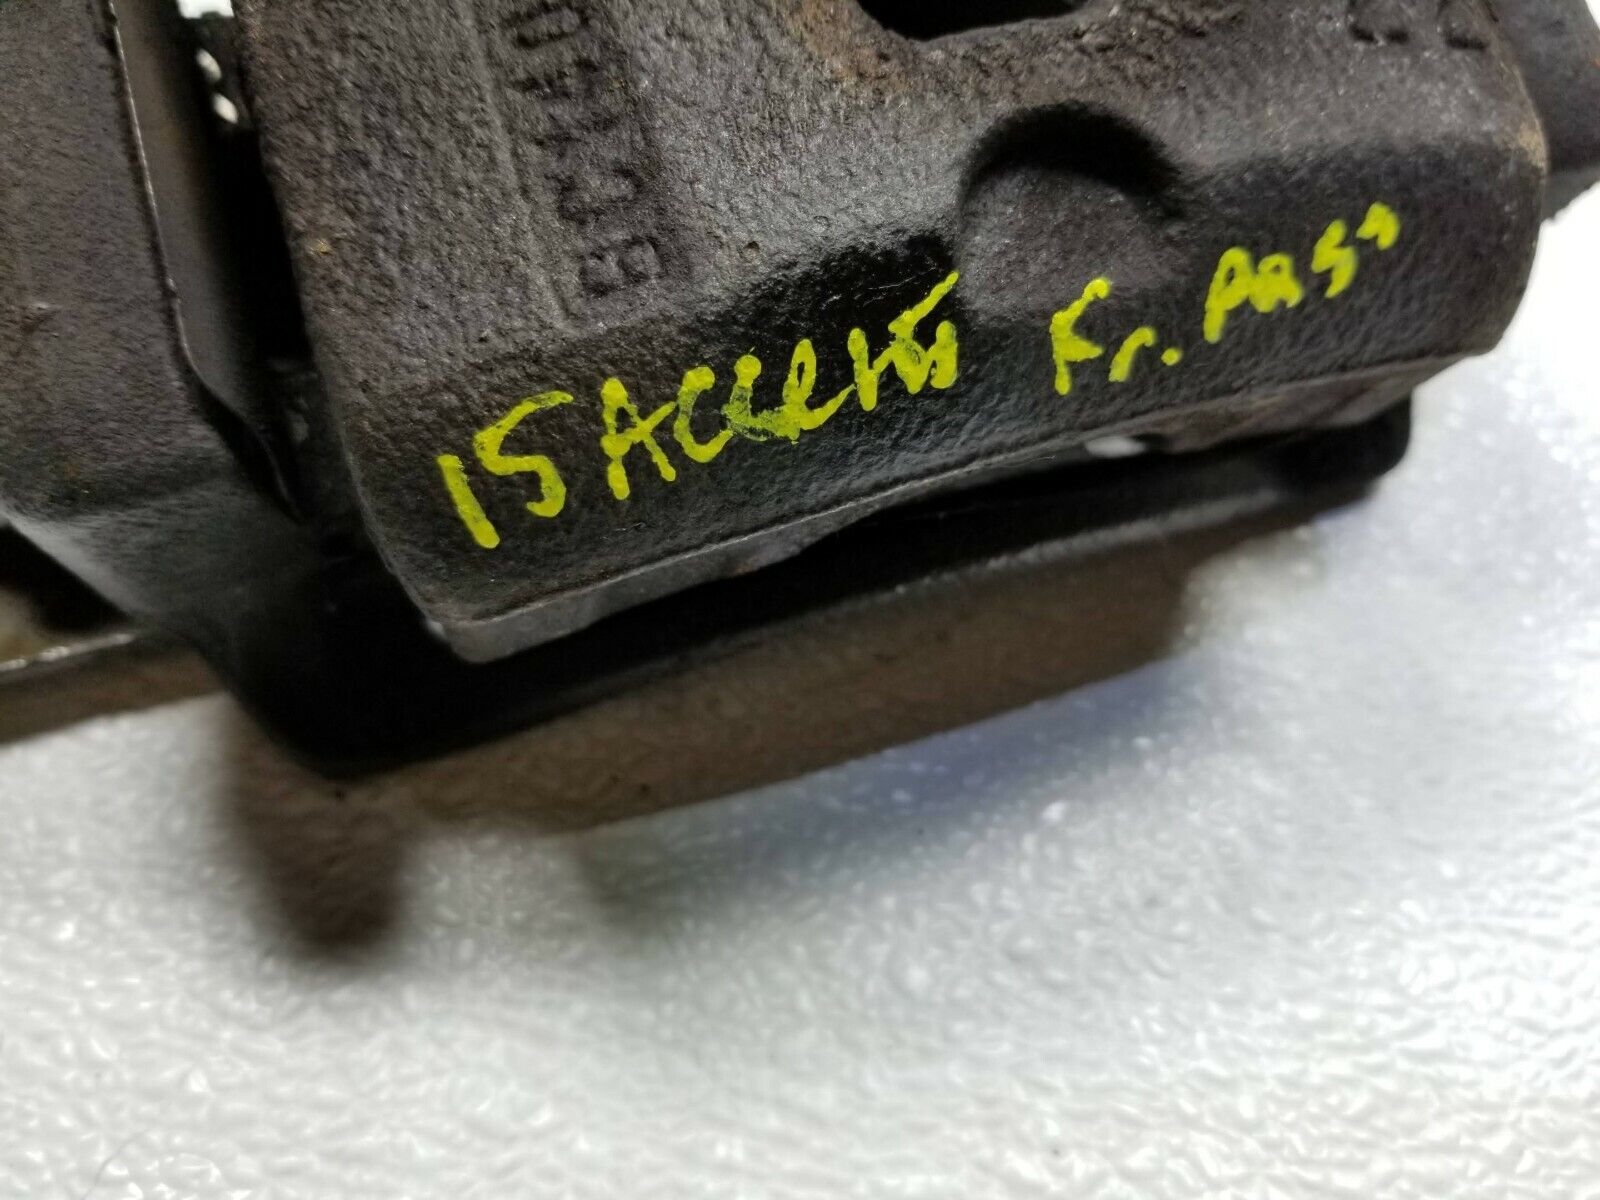 15 ACCENT Fr. PASS